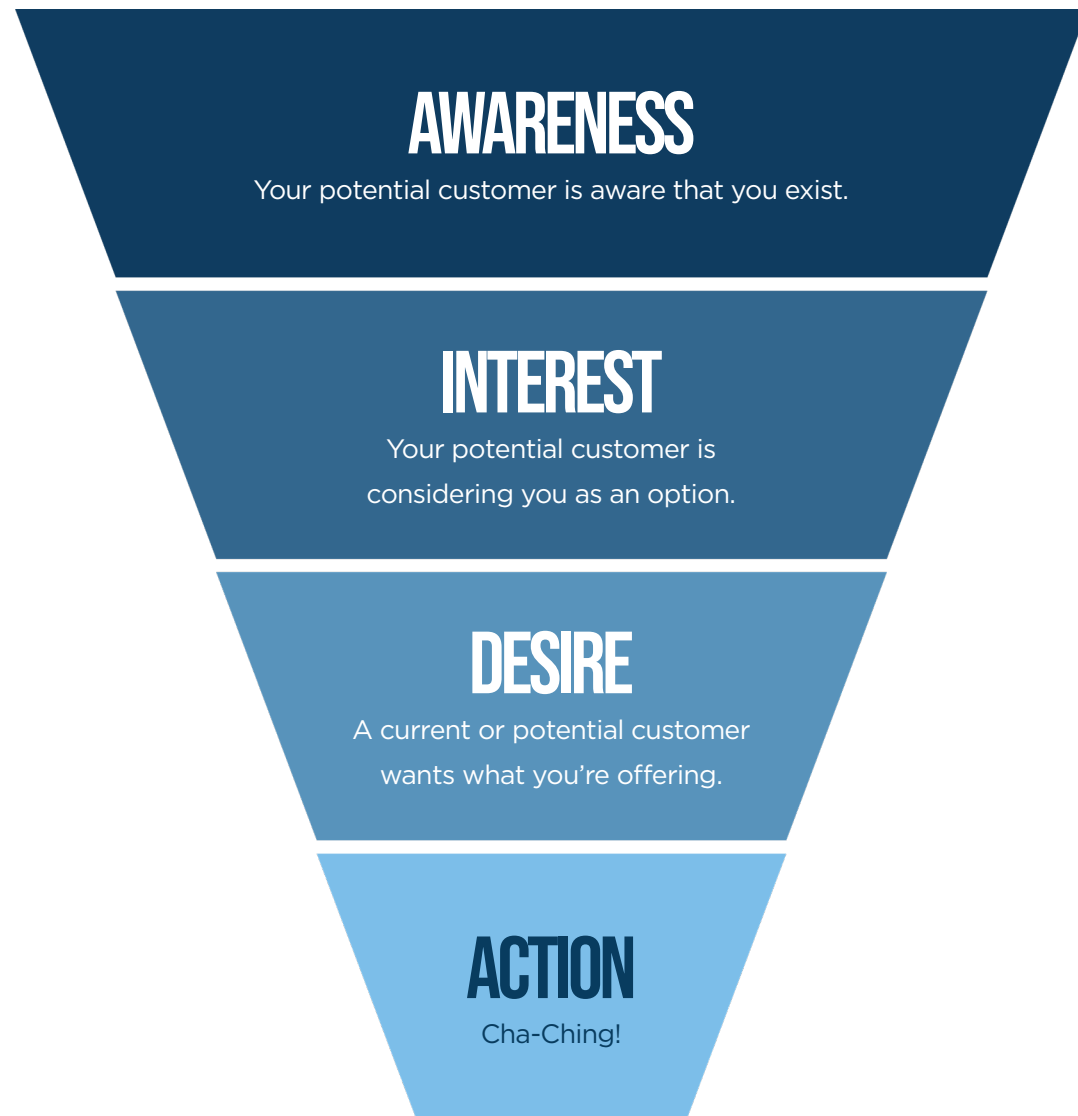 AWARENESS
Your potential customer is aware that you exist.
INTEREST
Your potential customer is
considering you as an option.
DESIRE
A current or potential customer
wants what you’re offering.
ACTION
Cha-Ching!